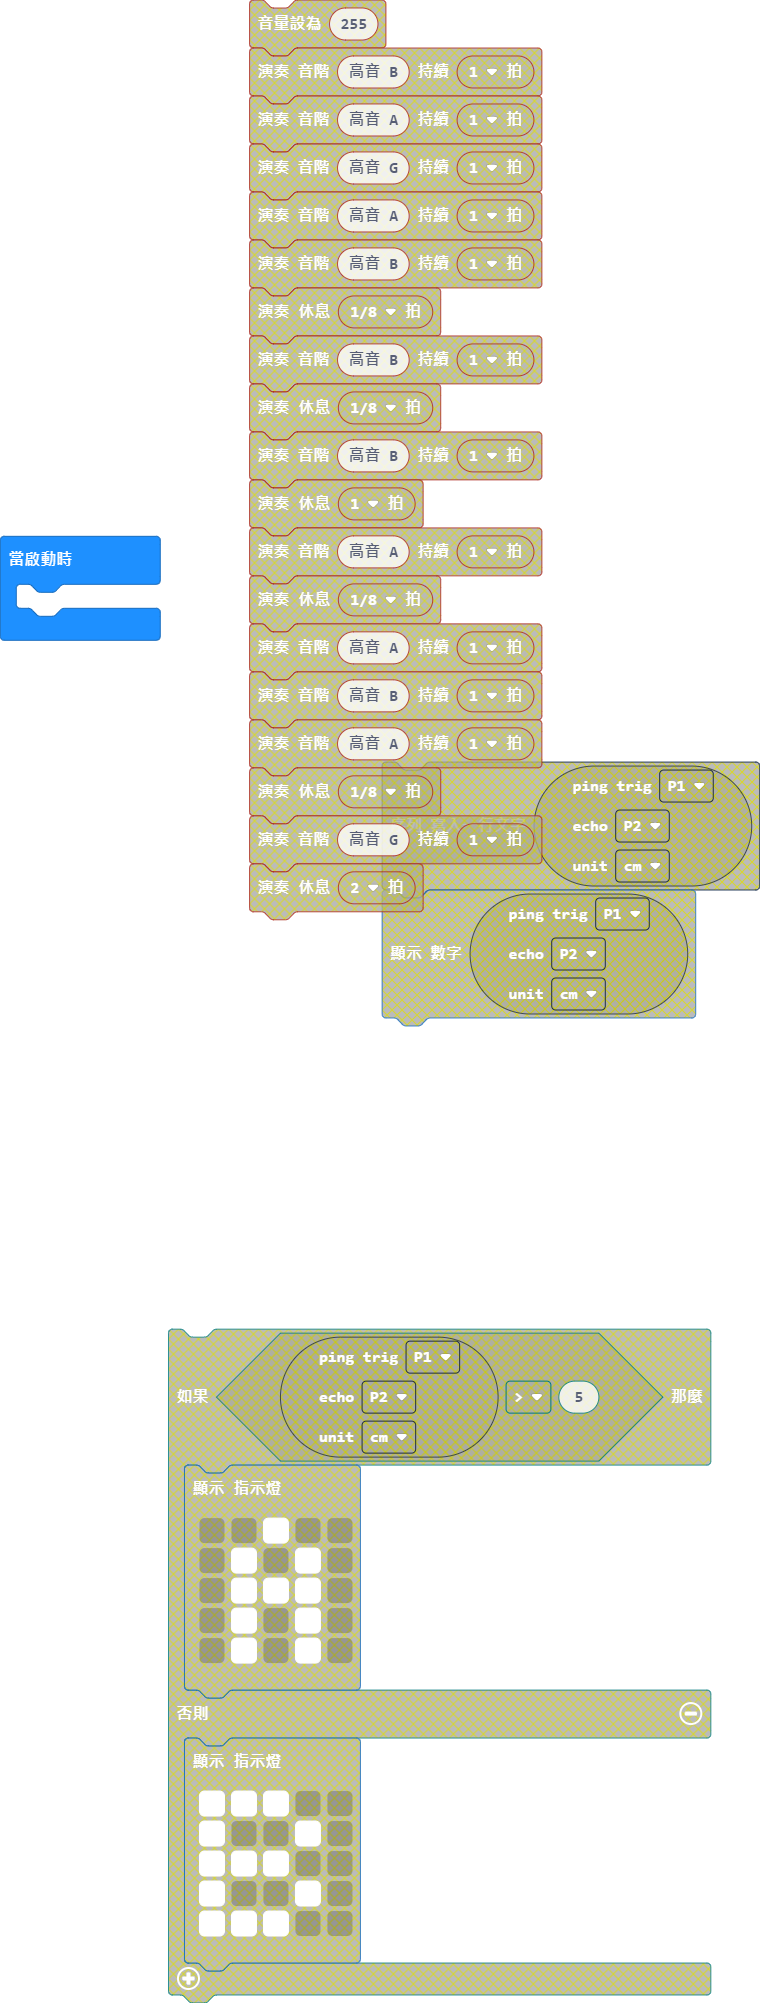 音量設為 255
演奏 音階 高音 B 持續 1 拍
演奏 音階 高音 A 持續 1 拍
演奏 音階 高音 G 持續 1 拍
演奏 音階 高音 A 持續 1 拍
演奏 音階 高音 B 持續 1 拍
演奏 休息 1/8 拍
演奏 音階 高音 B 持續 1 拍
演奏 休息 1/8 拍
演奏 音階 高音 B 持續 1 拍
演奏 休息 1 拍
當啟動時
演奏 音階 高音 A 持續 1 拍
演奏 休息 1/8 拍
演奏 音階 高音 A 持續 1 拍
演奏 音階 高音 B 持續 1 拍
演奏 音階 高音 A 持續 1 拍
演奏 休息 1/8 拍
演奏 音階 高音 G 持續 1 拍
演奏 休息 2 拍
ping trig P1
echo P2
unit cm
顯示 數字
ping trig P1
echo P2
unit cm
如果
ping trig P1
echo P2
unit cm
> 5 那麼
顯示 指示燈
否則
顯示 指示燈